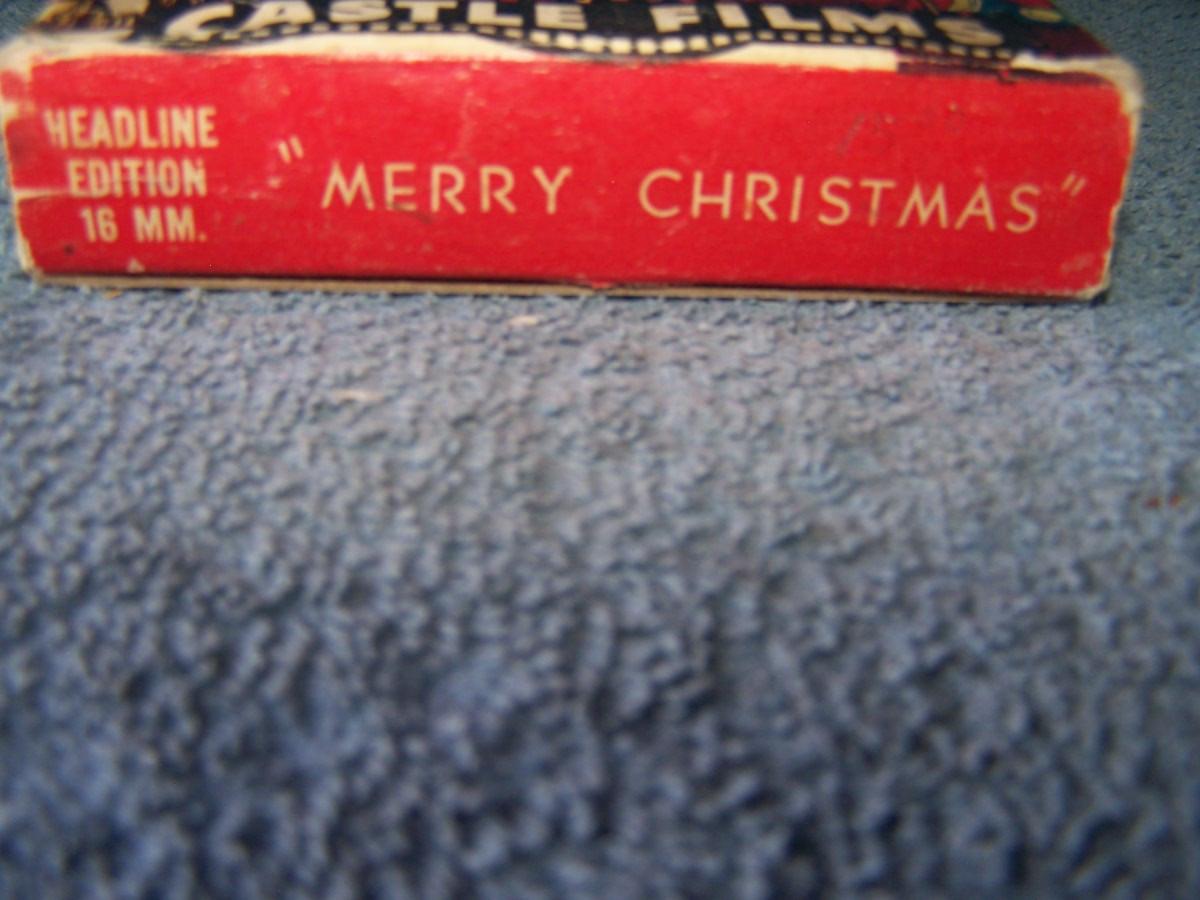 CASTLE FILMS
HEADLINE
EDITION
16 MM.
" MERRY CHRISTMAS "